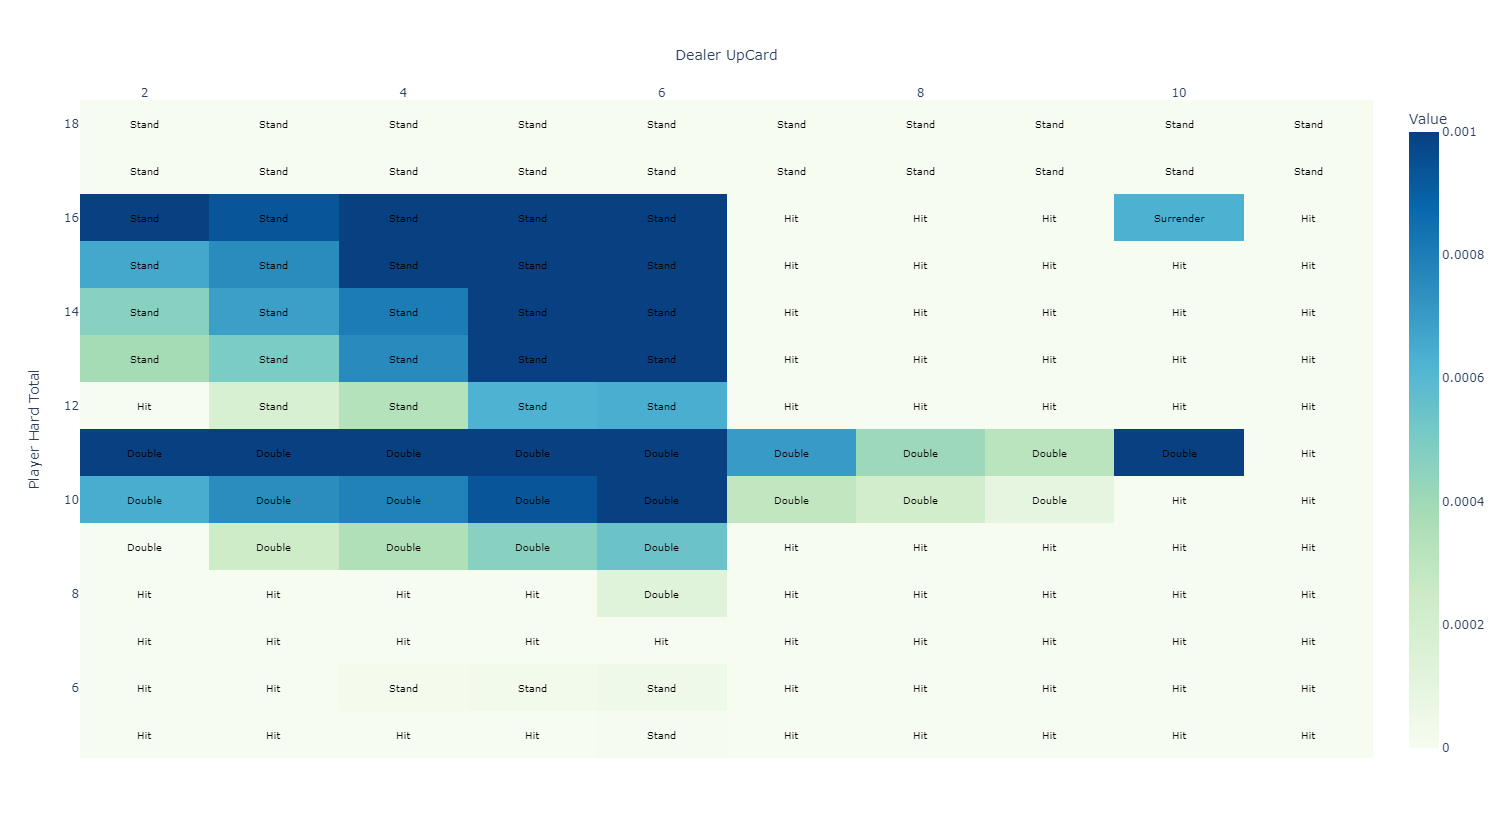 Dealer UpCard
2 4 6 8 10
Value
18 Stand Stand Stand Stand Stand Stand Stand Stand Stand Stand
0.001
Stand Stand Stand Stand Stand Stand Stand Stand Stand Stand
16 Stand Stand Stand Stand Stand Hit Hit Hit Surrender Hit
0.0008
Stand Stand Stand Stand Stand Hit Hit Hit Hit Hit
14 Stand Stand Stand Stand Stand Hit Hit Hit Hit Hit
Stand Stand Stand Stand Stand Hit Hit Hit Hit Hit
0.0006
12 Hit Stand Stand Stand Stand Hit Hit Hit Hit Hit
Player Hard Total
Double Double Double Double Double Double Double Double Double Hit
10 Double Double Double Double Double Double Double Double Hit Hit
0.0004
Double Double Double Double Double Hit Hit Hit Hit Hit
8 Hit Hit Hit Hit Double Hit Hit Hit Hit Hit
0.0002
Hit Hit Hit Hit Hit Hit Hit Hit Hit Hit
6 Hit Hit Stand Stand Stand Hit Hit Hit Hit Hit
Hit Hit Hit Hit Stand Hit Hit Hit Hit Hit
0